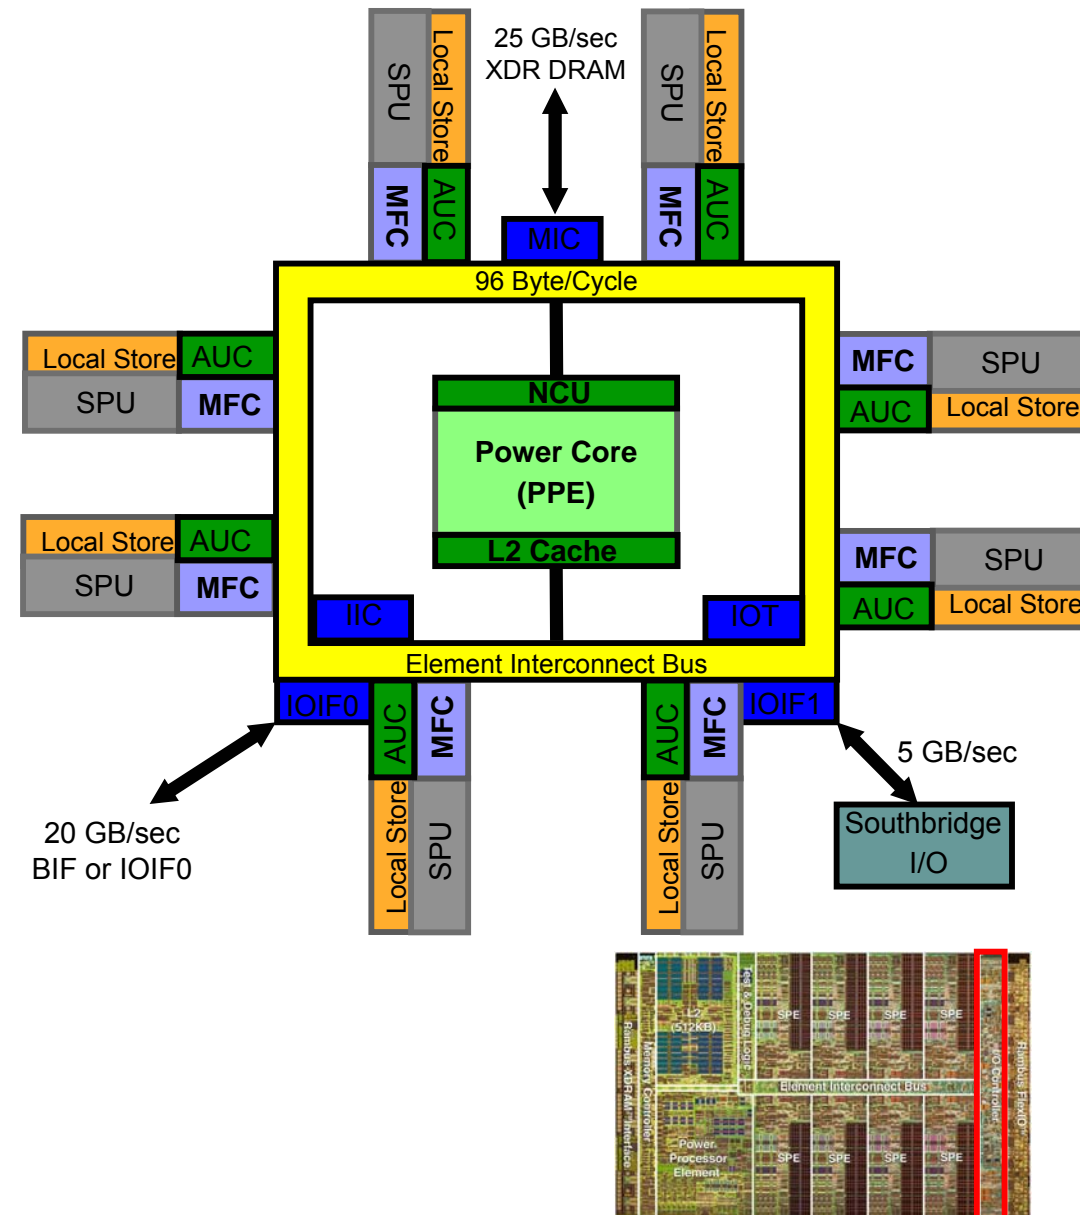 25 GB/sec
XDR DRAM
SPU
Local Store
MFC
AUC
SPU
Local Store
MFC
AUC
MIC
96 Byte/Cycle
Local Store
AUC
SPU
MFC
MFC
SPU
AUC
Local Store
NCU
Power Core
(PPE)
L2 Cache
Local Store
AUC
SPU
MFC
MFC
SPU
AUC
Local Store
IIC
IOT
Element Interconnect Bus
IOIF0
AUC
MFC
Local Store
SPU
AUC
MFC
Local Store
SPU
IOIF1
5 GB/sec
20 GB/sec
BIF or IOIF0
Southbridge
I/O
Rambus XDRAM™ Interface
Memory Controller
L2
(512KB)
Test & Debug Logic
SPE
SPE
SPE
SPE
Element Interconnect Bus
I/O Controller
Rambus FlexIO™
Power
Processor
Element
SPE
SPE
SPE
SPE